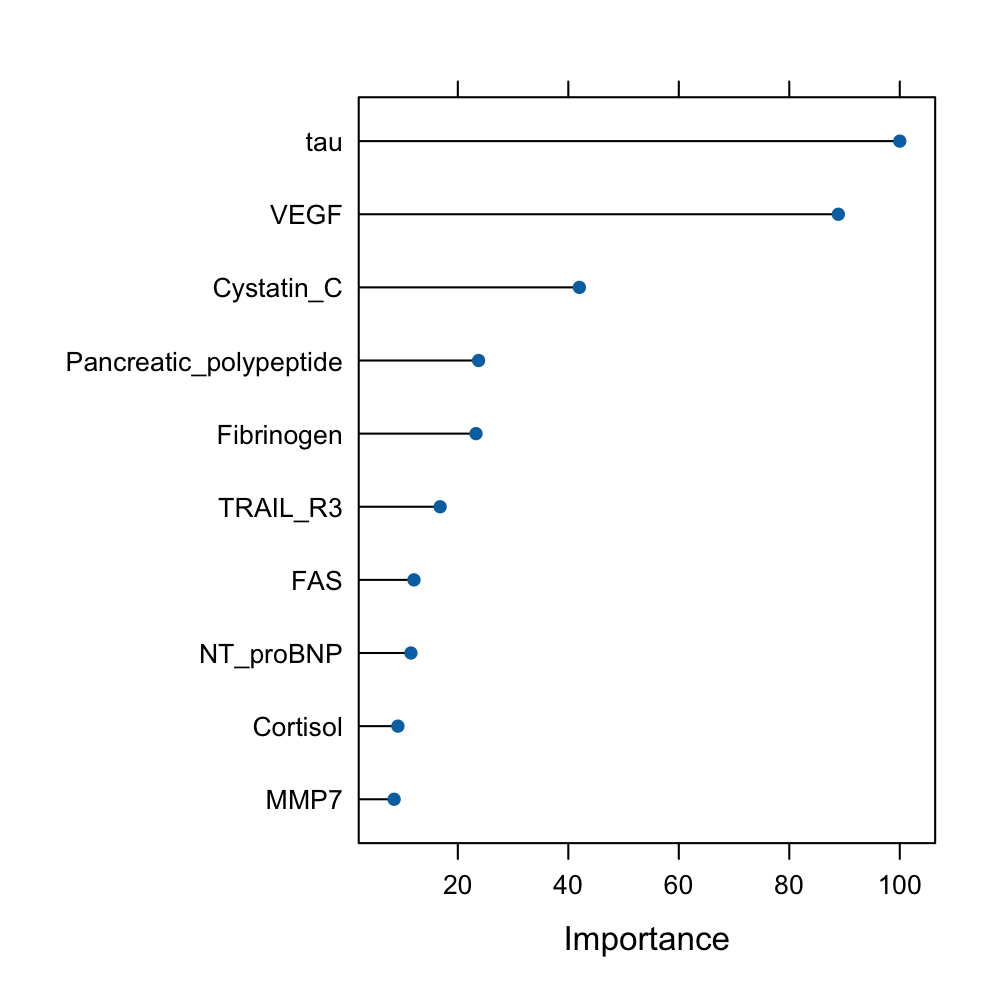 tau
VEGF
Cystatin_C
Pancreatic_polypeptide
Fibrinogen
TRAIL_R3
FAS
NT_proBNP
Cortisol
MMP7
20 40 60 80 100
Importance